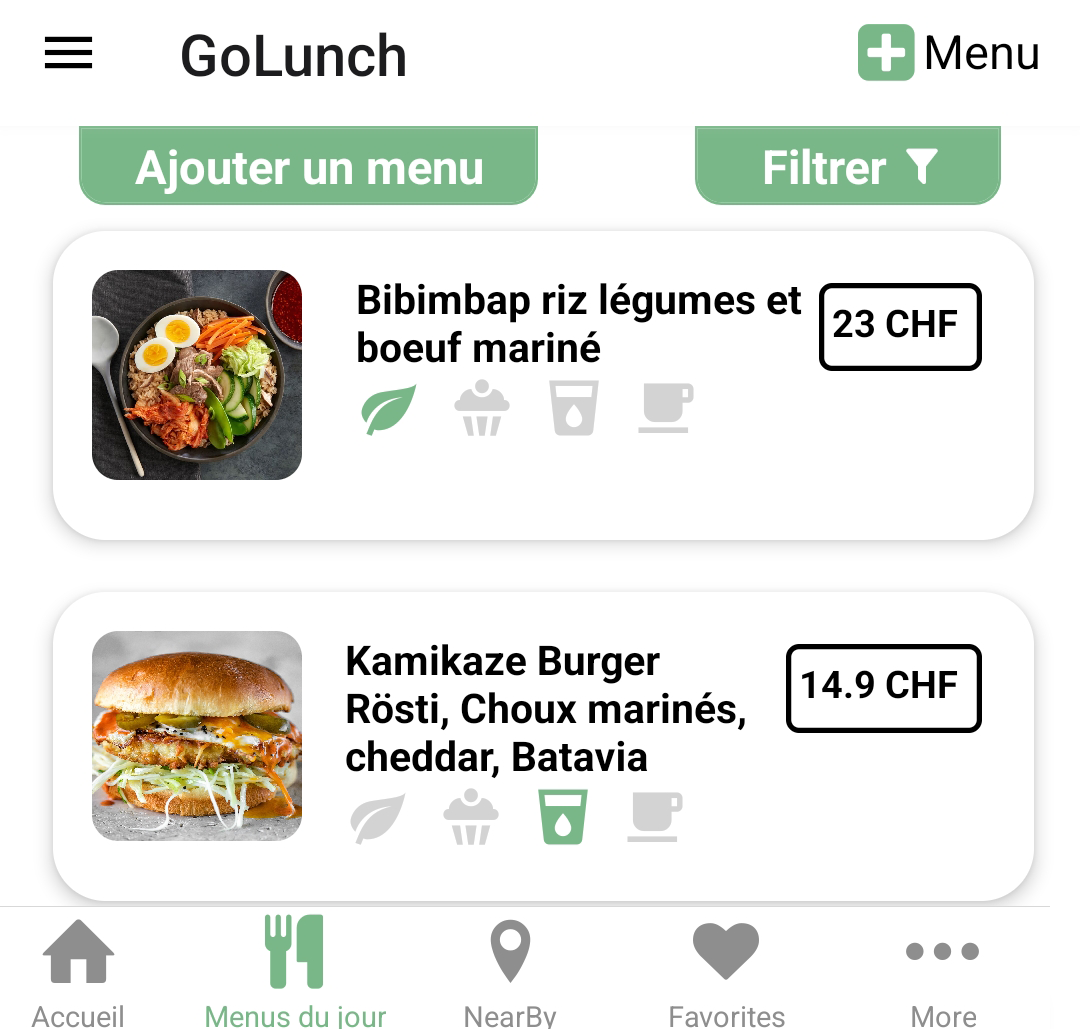 GoLunch
Menu
Ajouter un menu
Filtrer
Bibimbap riz légumes et
boeuf mariné
23 CHF
Kamikaze Burger
Rösti, Choux marinés,
cheddar, Batavia
14.9 CHF
Accueil
Menus du jour
NearBy
Favorites
More